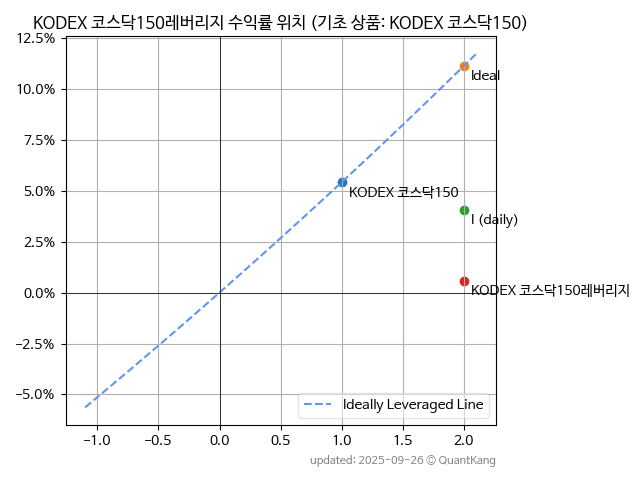 KODEX 코스닥150레버리지 수익률 위치 (기초 상품: KODEX 코스닥150)
12.5%
10.0%
7.5%
5.0%
2.5%
0.0%
−2.5%
−5.0%
Ideal
KODEX 코스닥150
I (daily)
KODEX 코스닥150레버리지
Ideally Leveraged Line
−1.0 −0.5 0.0 0.5 1.0 1.5 2.0
updated: 2025-09-26 © QuantKang